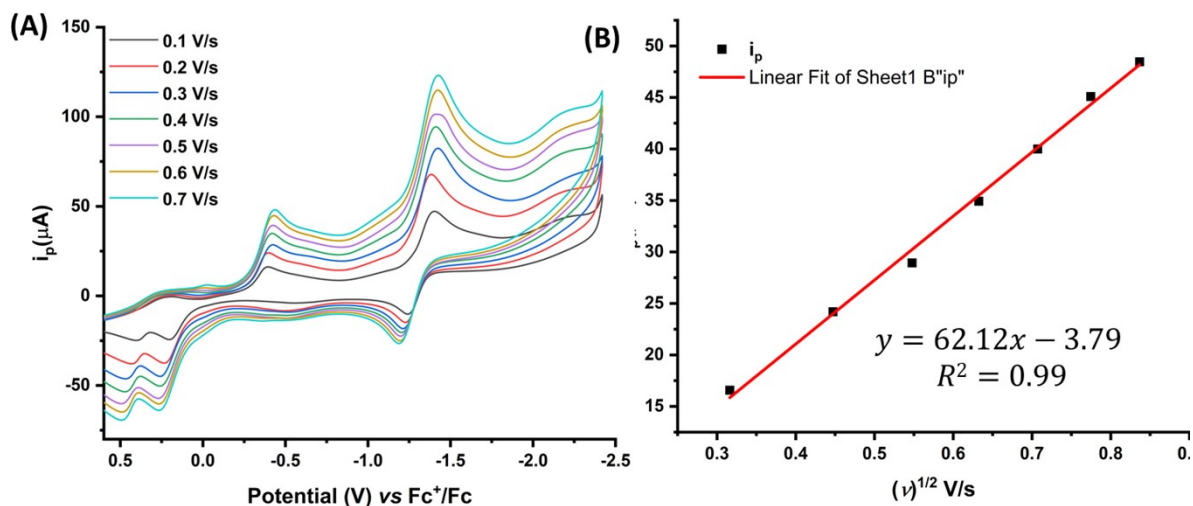 (A)
150
100
50
0
-50
i_p(μA)
0.1 V/s
0.2 V/s
0.3 V/s
0.4 V/s
0.5 V/s
0.6 V/s
0.7 V/s
0.5 0.0 -0.5 -1.0 -1.5 -2.0 -2.5
Potential (V) vs Fc⁺/Fc
(B)
50
45
40
35
30
25
20
15
i_p
Linear Fit of Sheet1 B"ip"
y = 62.12x − 3.79
R² = 0.99
0.3 0.4 0.5 0.6 0.7 0.8
(ν)^1/2 V/s